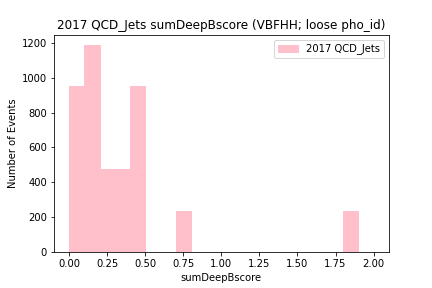 2017 QCD_Jets sumDeepBscore (VBFHH; loose pho_id)
2017 QCD_Jets
Number of Events
1200
1000
800
600
400
200
0
0.00 0.25 0.50 0.75 1.00 1.25 1.50 1.75 2.00
sumDeepBscore